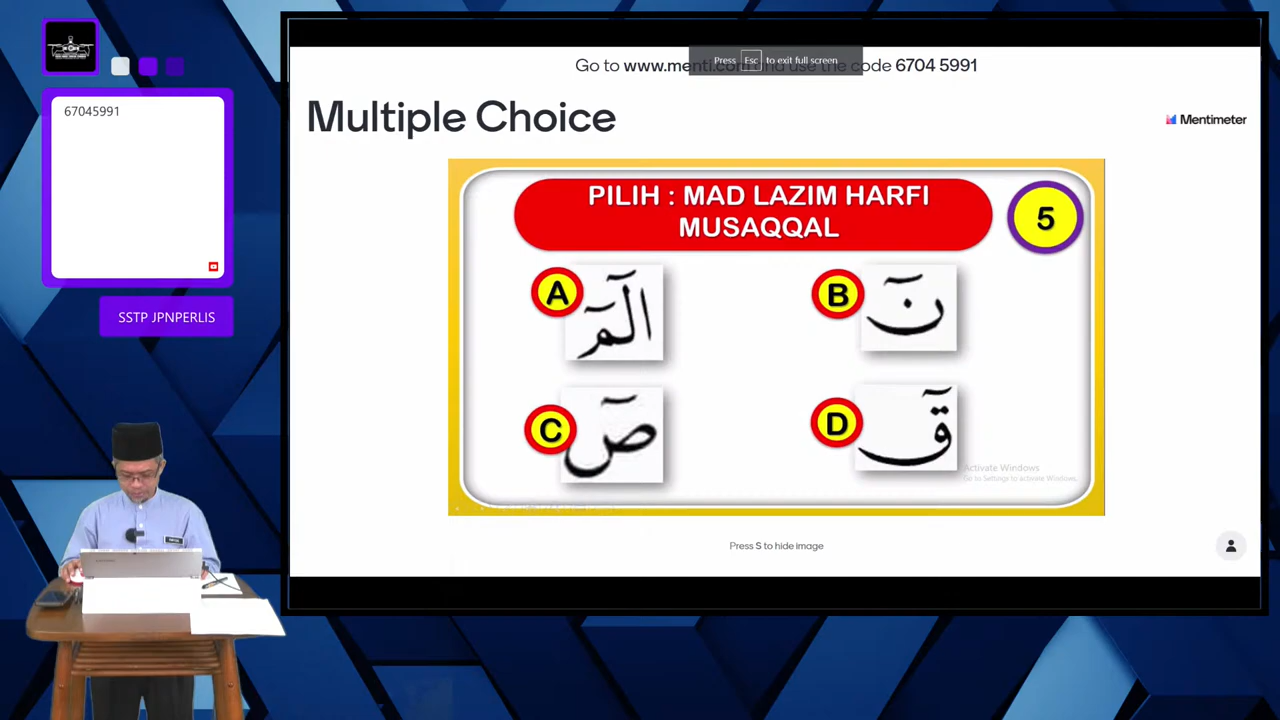 Go to www.menti.com and use the code 6704 5991
Press Esc to exit full screen
67045991
Multiple Choice
Mentimeter
PILIH : MAD LAZIM HARFI
MUSAQQAL
5
A
الٓمٓ
B
نٓ
C
صٓ
D
قٓ
Activate Windows
Go to Settings to activate Windows.
SSTP JPNPERLIS
Press S to hide image